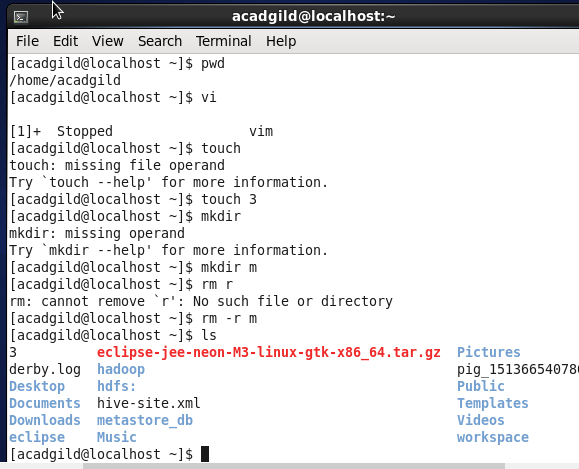 acadgild@localhost:~
File Edit View Search Terminal Help
[acadgild@localhost ~]$ pwd
/home/acadgild
[acadgild@localhost ~]$ vi
[1]+  Stopped                 vim
[acadgild@localhost ~]$ touch
touch: missing file operand
Try `touch --help' for more information.
[acadgild@localhost ~]$ touch 3
[acadgild@localhost ~]$ mkdir
mkdir: missing operand
Try `mkdir --help' for more information.
[acadgild@localhost ~]$ mkdir m
[acadgild@localhost ~]$ rm r
rm: cannot remove `r': No such file or directory
[acadgild@localhost ~]$ rm -r m
[acadgild@localhost ~]$ ls
3          eclipse-jee-neon-M3-linux-gtk-x86_64.tar.gz  Pictures
derby.log  hadoop                                       pig_151366540786
Desktop    hdfs:                                        Public
Documents  hive-site.xml                                Templates
Downloads  metastore_db                                 Videos
eclipse    Music                                        workspace
[acadgild@localhost ~]$